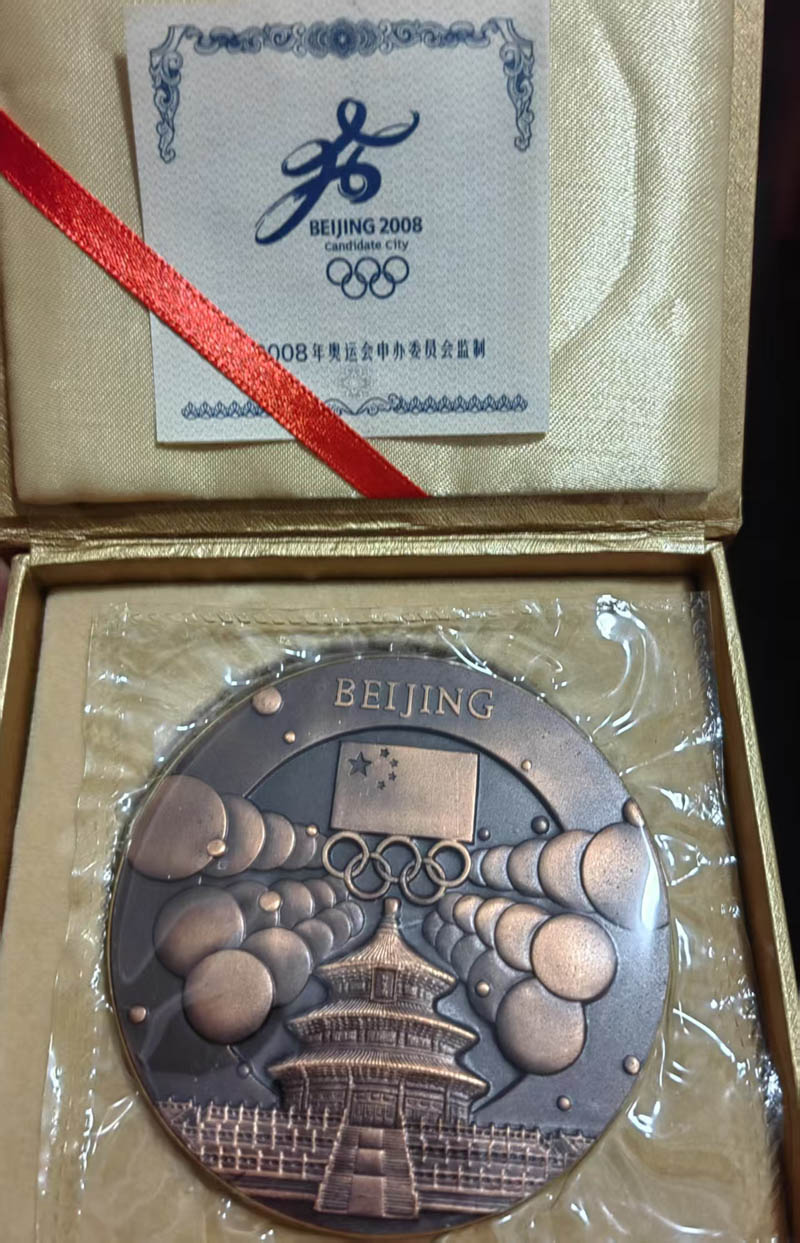 BEIJING 2008
Candidate City
2008年奥运会申办委员会监制
BEIJING